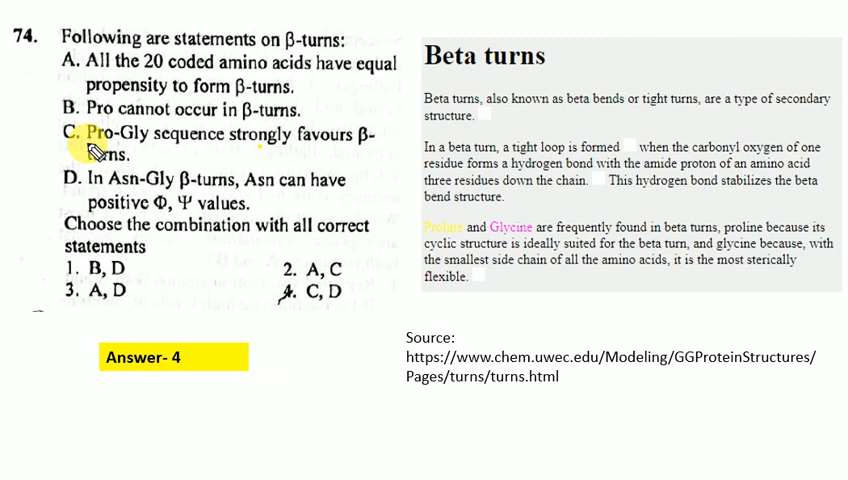 74. Following are statements on β-turns:
A. All the 20 coded amino acids have equal
propensity to form β-turns.
B. Pro cannot occur in β-turns.
C. Pro-Gly sequence strongly favours β-
turns.
D. In Asn-Gly β-turns, Asn can have
positive Φ, Ψ values.
Choose the combination with all correct
statements
1. B, D 2. A, C
3. A, D 4. C, D
Answer- 4
Beta turns
Beta turns, also known as beta bends or tight turns, are a type of secondary
structure.
In a beta turn, a tight loop is formed when the carbonyl oxygen of one
residue forms a hydrogen bond with the amide proton of an amino acid
three residues down the chain. This hydrogen bond stabilizes the beta
bend structure.
Proline and Glycine are frequently found in beta turns, proline because its
cyclic structure is ideally suited for the beta turn, and glycine because, with
the smallest side chain of all the amino acids, it is the most sterically
flexible.
Source:
https://www.chem.uwec.edu/Modeling/GGProteinStructures/
Pages/turns/turns.html